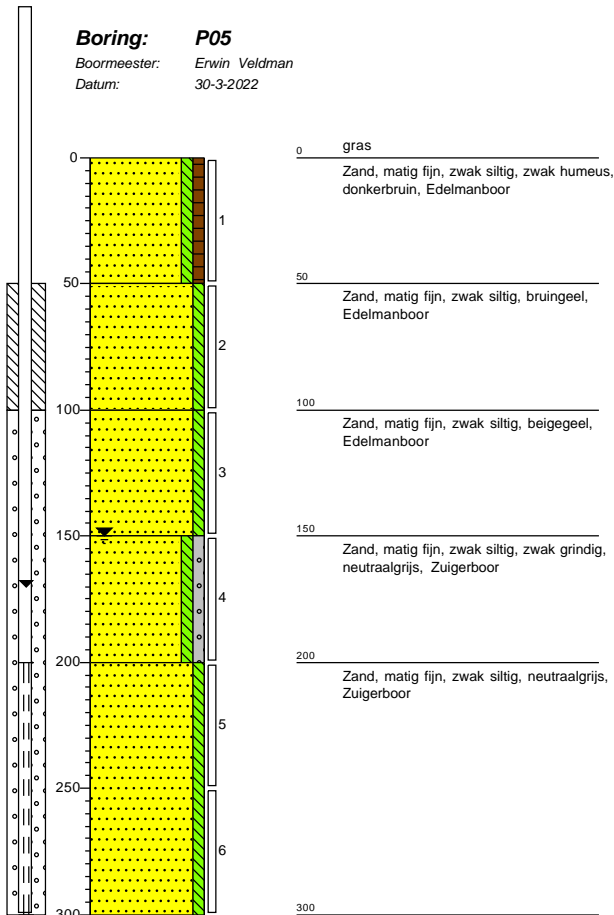 Boring: P05
Boormeester: Erwin Veldman
Datum: 30-3-2022
0
50
100
150
200
250
300
1
2
3
4
5
6
0 gras
Zand, matig fijn, zwak siltig, zwak humeus,
donkerbruin, Edelmanboor
50
Zand, matig fijn, zwak siltig, bruingeel,
Edelmanboor
100
Zand, matig fijn, zwak siltig, beigegeel,
Edelmanboor
150
Zand, matig fijn, zwak siltig, zwak grindig,
neutraalgrijs, Zuigerboor
200
Zand, matig fijn, zwak siltig, neutraalgrijs,
Zuigerboor
300